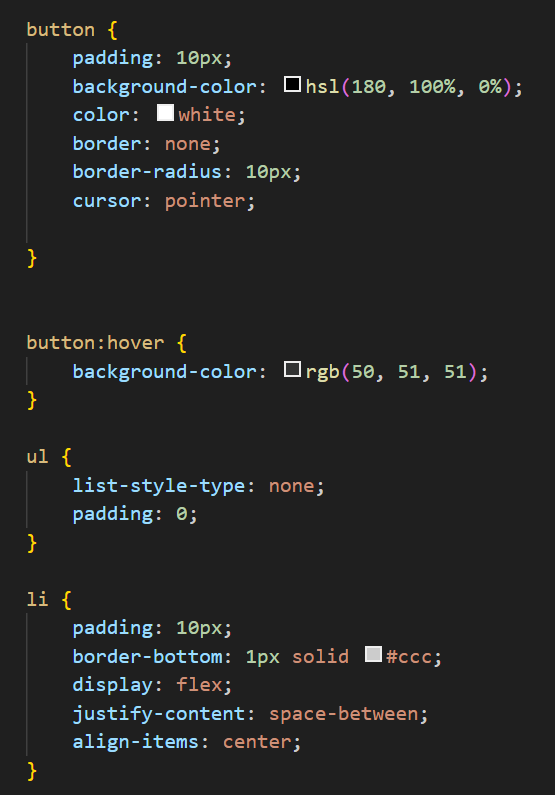 button {
    padding: 10px;
    background-color: hsl(180, 100%, 0%);
    color: white;
    border: none;
    border-radius: 10px;
    cursor: pointer;

}


button:hover {
    background-color: rgb(50, 51, 51);
}

ul {
    list-style-type: none;
    padding: 0;
}

li {
    padding: 10px;
    border-bottom: 1px solid #ccc;
    display: flex;
    justify-content: space-between;
    align-items: center;
}